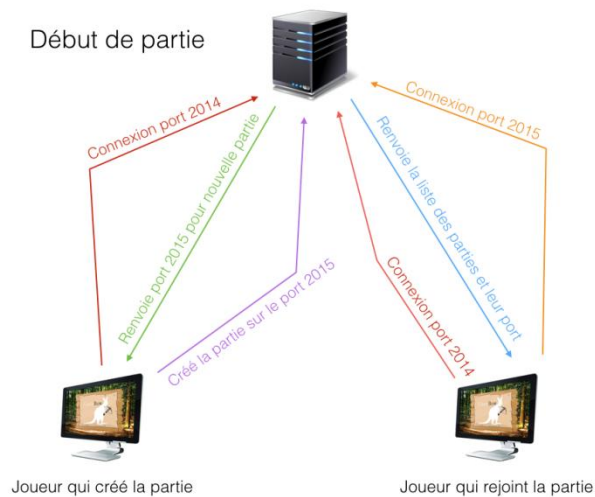 Début de partie
Connexion port 2014
Renvoie port 2015 pour nouvelle partie
Créé la partie sur le port 2015
Connexion port 2014
Renvoie la liste des parties et leur port
Connexion port 2015
Joueur qui créé la partie
Joueur qui rejoint la partie